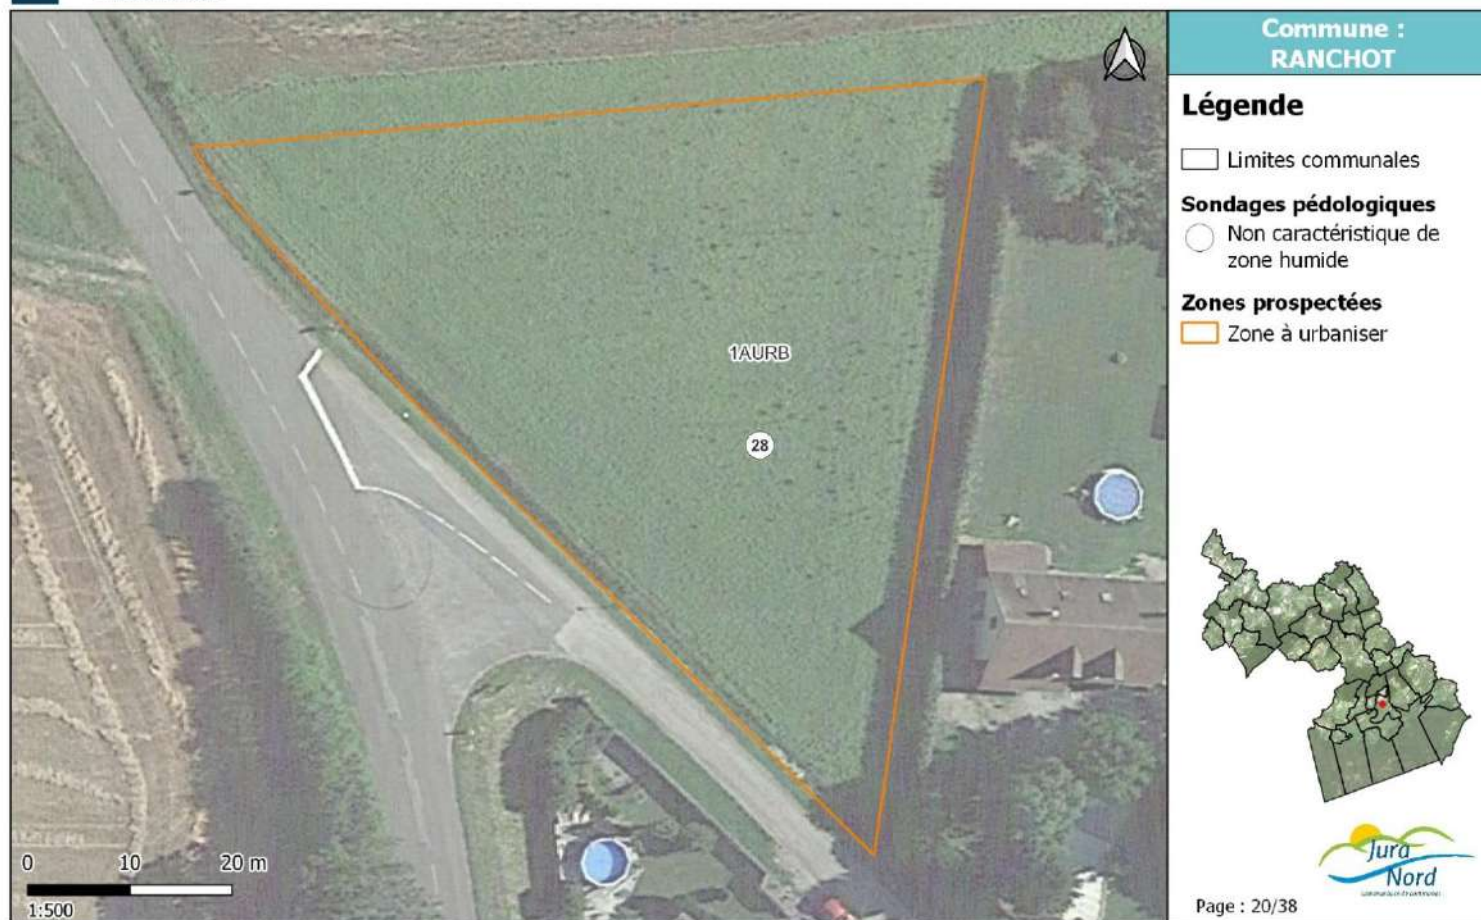 Commune :
RANCHOT
Légende
Limites communales
Sondages pédologiques
Non caractéristique de
zone humide
Zones prospectées
Zone à urbaniser
1AURB
28
0 10 20 m
1:500
Jura
Nord
Page : 20/38